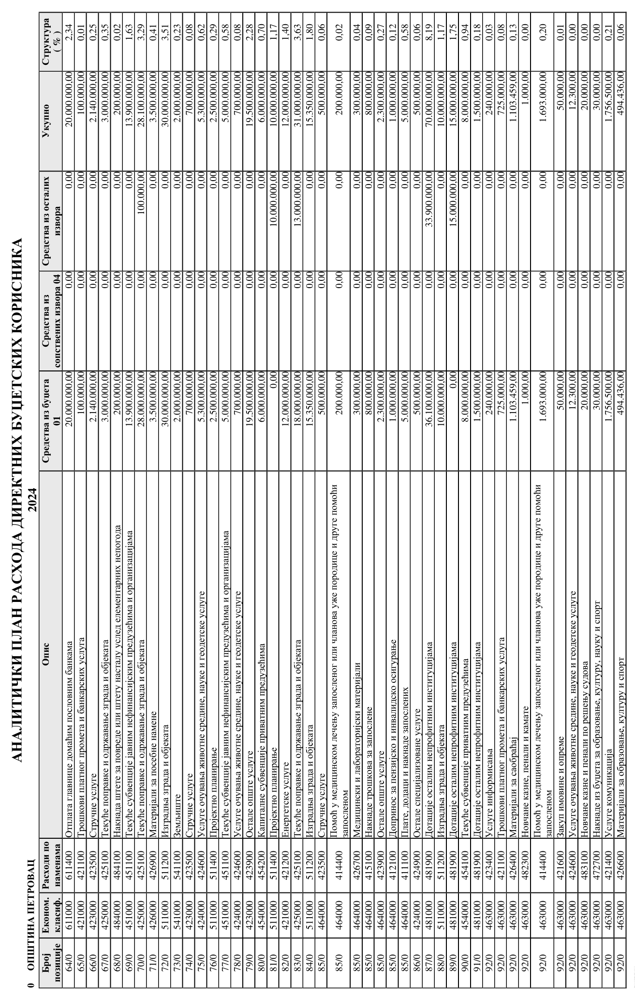 АНАЛИТИЧКИ ПЛАН РАСХОДА ДИРЕКТНИХ БУЏЕТСКИХ КОРИСНИКА
2024
0 ОПШТИНА ПЕТРОВАЦ
Број позиције Економ. класиф. Расходи по наменама Опис Средства из буџета 01 Средства из сопствених извора 04 Средства из осталих извора Укупно Структура ( % )
64/0 611000 611400 Отплата главнице домаћим пословним банкама 20.000.000,00 0,00 0,00 20.000.000,00 2,34
65/0 421000 421100 Трошкови платног промета и банкарских услуга 100.000,00 0,00 0,00 100.000,00 0,01
66/0 423000 423500 Стручне услуге 2.140.000,00 0,00 0,00 2.140.000,00 0,25
67/0 425000 425100 Текуће поправке и одржавање зграда и објеката 3.000.000,00 0,00 0,00 3.000.000,00 0,35
68/0 484000 484100 Накнада штете за повреде или штету насталу услед елементарних непогода 200.000,00 0,00 0,00 200.000,00 0,02
69/0 451000 451100 Текуће субвенције јавним нефинансијским предузећима и организацијама 13.900.000,00 0,00 0,00 13.900.000,00 1,63
70/0 425000 425100 Текуће поправке и одржавање зграда и објеката 28.000.000,00 0,00 100.000,00 28.100.000,00 3,29
71/0 426000 426900 Материјали за посебне намене 3.500.000,00 0,00 0,00 3.500.000,00 0,41
72/0 511000 511200 Изградња зграда и објеката 30.000.000,00 0,00 0,00 30.000.000,00 3,51
73/0 541000 541100 Земљиште 2.000.000,00 0,00 0,00 2.000.000,00 0,23
74/0 423000 423500 Стручне услуге 700.000,00 0,00 0,00 700.000,00 0,08
75/0 424000 424600 Услуге очувања животне средине, науке и геодетске услуге 5.300.000,00 0,00 0,00 5.300.000,00 0,62
76/0 511000 511400 Пројектно планирање 2.500.000,00 0,00 0,00 2.500.000,00 0,29
77/0 451000 451100 Текуће субвенције јавним нефинансијским предузећима и организацијама 5.000.000,00 0,00 0,00 5.000.000,00 0,58
78/0 424000 424600 Услуге очувања животне средине, науке и геодетске услуге 700.000,00 0,00 0,00 700.000,00 0,08
79/0 423000 423900 Остале опште услуге 19.500.000,00 0,00 0,00 19.500.000,00 2,28
80/0 454000 454200 Капиталне субвенције приватним предузећима 6.000.000,00 0,00 0,00 6.000.000,00 0,70
81/0 511000 511400 Пројектно планирање 0,00 0,00 10.000.000,00 10.000.000,00 1,17
82/0 421000 421200 Енергетске услуге 12.000.000,00 0,00 0,00 12.000.000,00 1,40
83/0 425000 425100 Текуће поправке и одржавање зграда и објеката 18.000.000,00 0,00 13.000.000,00 31.000.000,00 3,63
84/0 511000 511200 Изградња зграда и објеката 15.350.000,00 0,00 0,00 15.350.000,00 1,80
85/0 464000 423500 Стручне услуге 500.000,00 0,00 0,00 500.000,00 0,06
85/0 464000 414400 Помоћ у медицинском лечењу запосленог или чланова уже породице и друге помоћи
запосленом 200.000,00 0,00 0,00 200.000,00 0,02
85/0 464000 426700 Медицински и лабораторијски материјали 300.000,00 0,00 0,00 300.000,00 0,04
85/0 464000 415100 Накнаде трошкова за запослене 800.000,00 0,00 0,00 800.000,00 0,09
85/0 464000 423900 Остале опште услуге 2.300.000,00 0,00 0,00 2.300.000,00 0,27
85/0 464000 412100 Допринос за пензијско и инвалидско осигурање 1.000.000,00 0,00 0,00 1.000.000,00 0,12
85/0 464000 411100 Плате, додаци и накнаде запослених 5.000.000,00 0,00 0,00 5.000.000,00 0,58
86/0 424000 424900 Остале специјализоване услуге 500.000,00 0,00 0,00 500.000,00 0,06
87/0 481000 481900 Дотације осталим непрофитним институцијама 36.100.000,00 0,00 33.900.000,00 70.000.000,00 8,19
88/0 511000 511200 Изградња зграда и објеката 10.000.000,00 0,00 0,00 10.000.000,00 1,17
89/0 481000 481900 Дотације осталим непрофитним институцијама 0,00 0,00 15.000.000,00 15.000.000,00 1,75
90/0 454000 454100 Текуће субвенције приватним предузећима 8.000.000,00 0,00 0,00 8.000.000,00 0,94
91/0 481000 481900 Дотације осталим непрофитним институцијама 1.500.000,00 0,00 0,00 1.500.000,00 0,18
92/0 463000 423400 Услуге информисања 240.000,00 0,00 0,00 240.000,00 0,03
92/0 463000 421100 Трошкови платног промета и банкарских услуга 725.000,00 0,00 0,00 725.000,00 0,08
92/0 463000 426400 Материјали за саобраћај 1.103.459,00 0,00 0,00 1.103.459,00 0,13
92/0 463000 482300 Новчане казне, пенали и камате 1.000,00 0,00 0,00 1.000,00 0,00
92/0 463000 414400 Помоћ у медицинском лечењу запосленог или чланова уже породице и друге помоћи
запосленом 1.693.000,00 0,00 0,00 1.693.000,00 0,20
92/0 463000 421600 Закуп имовине и опреме 50.000,00 0,00 0,00 50.000,00 0,01
92/0 463000 424600 Услуге очувања животне средине, науке и геодетске услуге 12.300,00 0,00 0,00 12.300,00 0,00
92/0 463000 483100 Новчане казне и пенали по решењу судова 20.000,00 0,00 0,00 20.000,00 0,00
92/0 463000 472700 Накнаде из буџета за образовање, културу, науку и спорт 30.000,00 0,00 0,00 30.000,00 0,00
92/0 463000 421400 Услуге комуникација 1.756.500,00 0,00 0,00 1.756.500,00 0,21
92/0 463000 426600 Материјали за образовање, културу и спорт 494.436,00 0,00 0,00 494.436,00 0,06